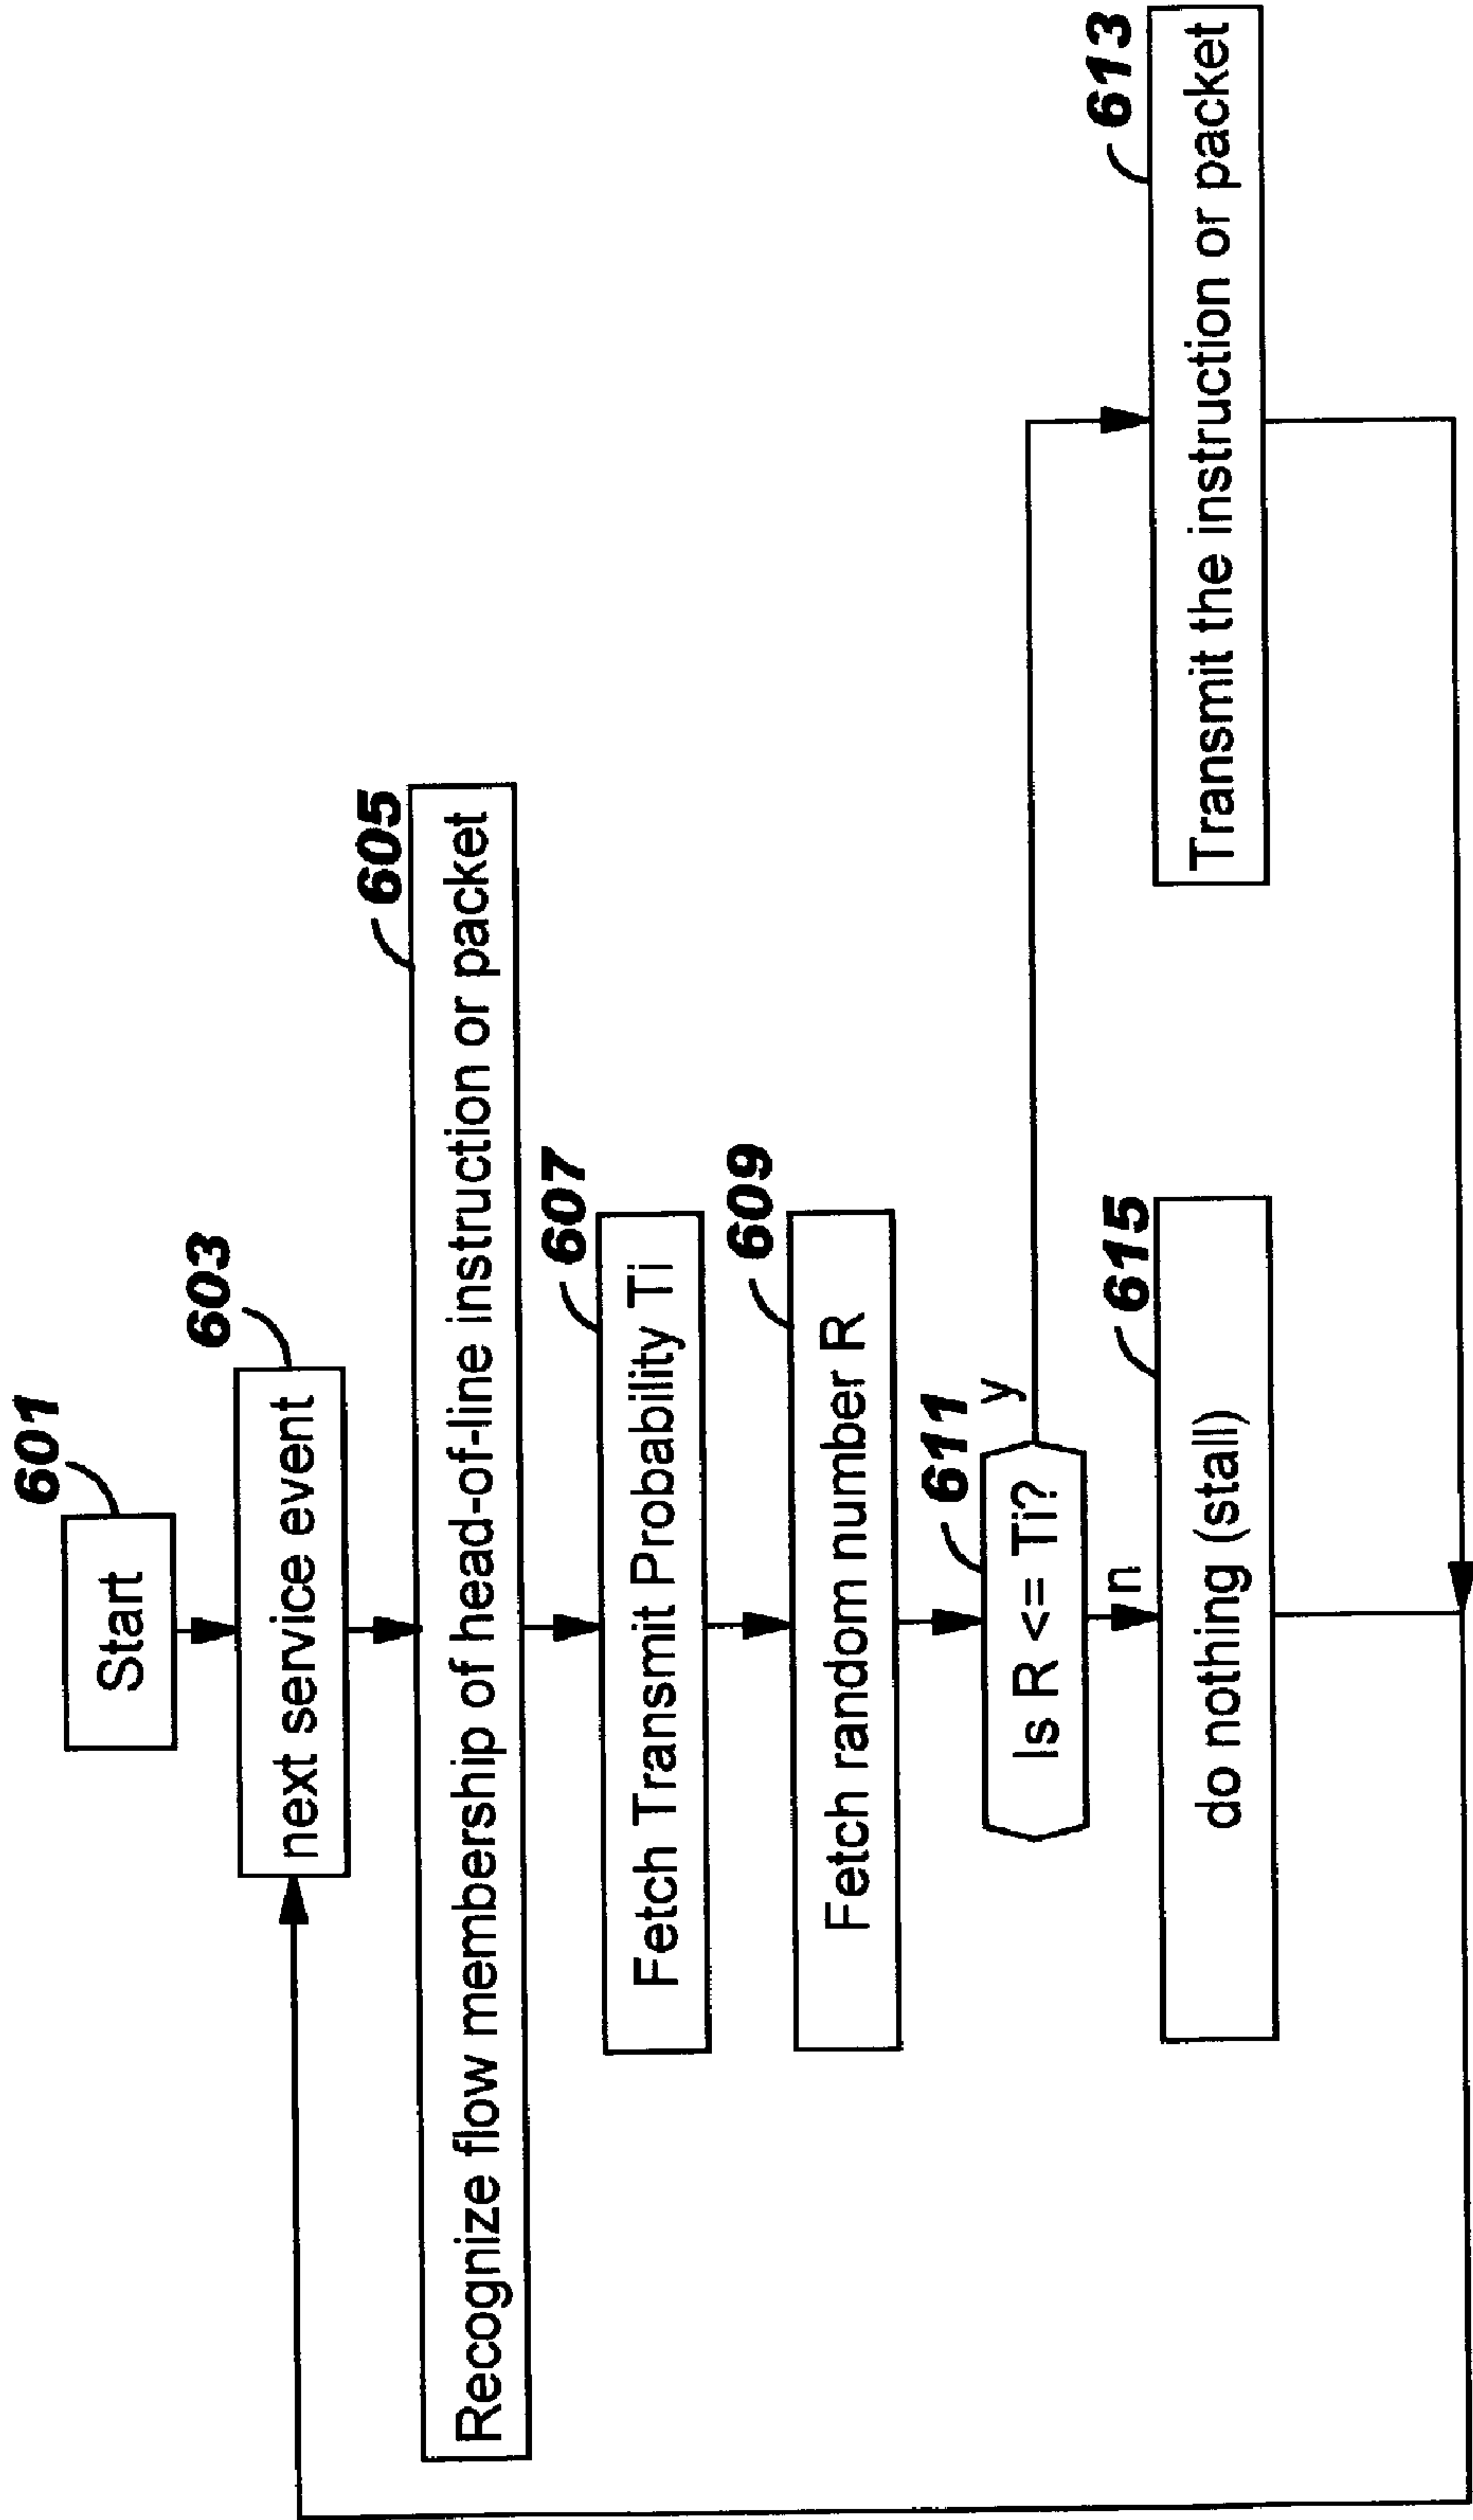 601
Start
603
next service event
605
Recognize flow membership of head-of-line instruction or packet
607
Fetch Transmit Probability Ti
609
Fetch random number R
611
Is R <= Ti?
y
n
613
Transmit the instruction or packet
615
do nothing (stall)